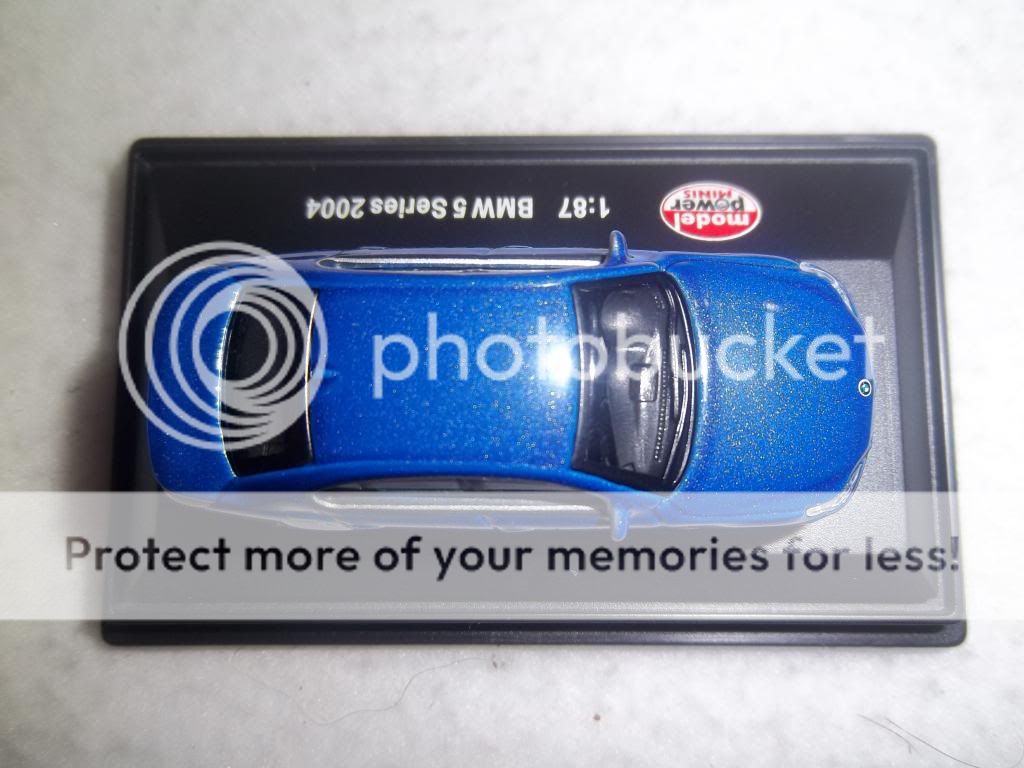 1:87 BMW 5 Series 2004
model
power
MINIS
photobucket
Protect more of your memories for less!